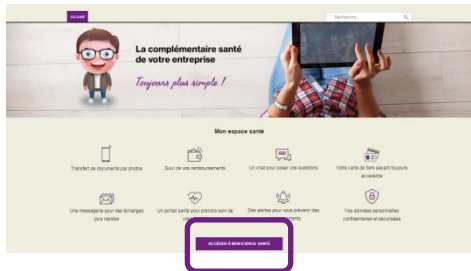 ACCUEIL
Recherche...
La complémentaire santé
de votre entreprise
Toujours plus simple !
Mon espace santé
Transfert de documents par photos
Suivi de vos remboursements
Un chat pour poser vos questions
Votre carte de tiers payant toujours
accessible
Une messagerie pour des échanges
plus rapides
Un portail santé pour prendre soin de
Des alertes pour vous prévenir des
Vos données personnelles
confidentielles et sécurisées
ACCÉDER À MON ESPACE SANTÉ